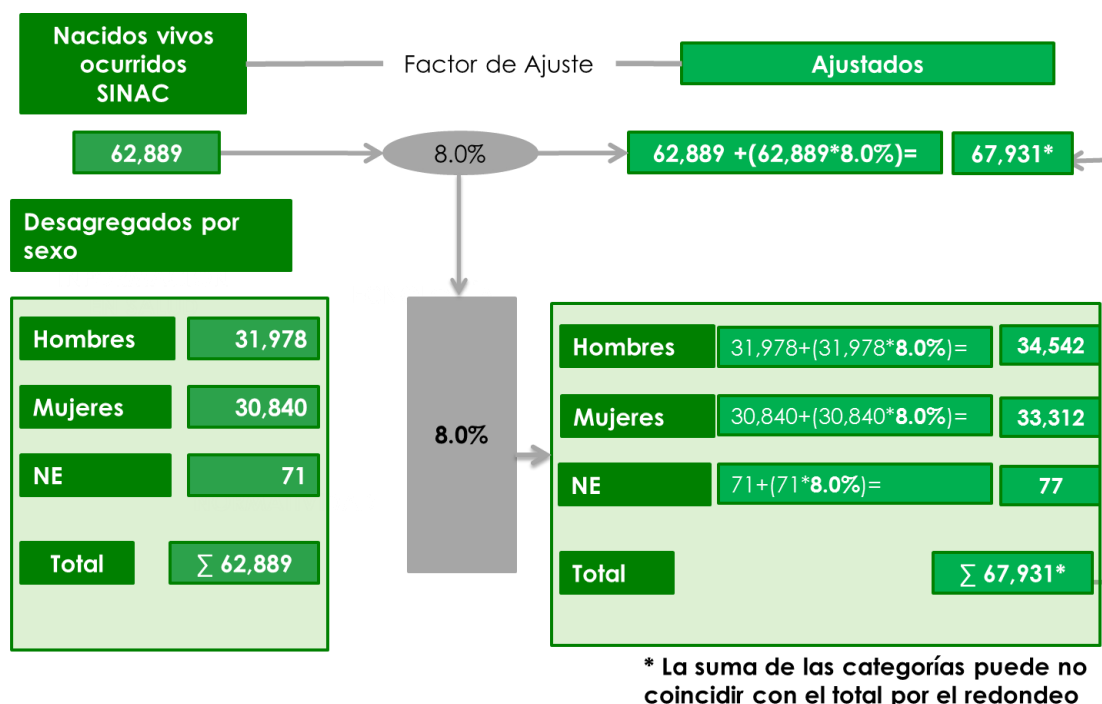 Nacidos vivos
ocurridos
SINAC
Factor de Ajuste
Ajustados
62,889
8.0%
62,889 +(62,889*8.0%)=
67,931*
Desagregados por
sexo
Hombres
31,978
Mujeres
30,840
NE
71
Total
∑ 62,889
8.0%
Hombres
31,978+(31,978*8.0%)=
34,542
Mujeres
30,840+(30,840*8.0%)=
33,312
NE
71+(71*8.0%)=
77
Total
∑ 67,931*
* La suma de las categorías puede no
coincidir con el total por el redondeo